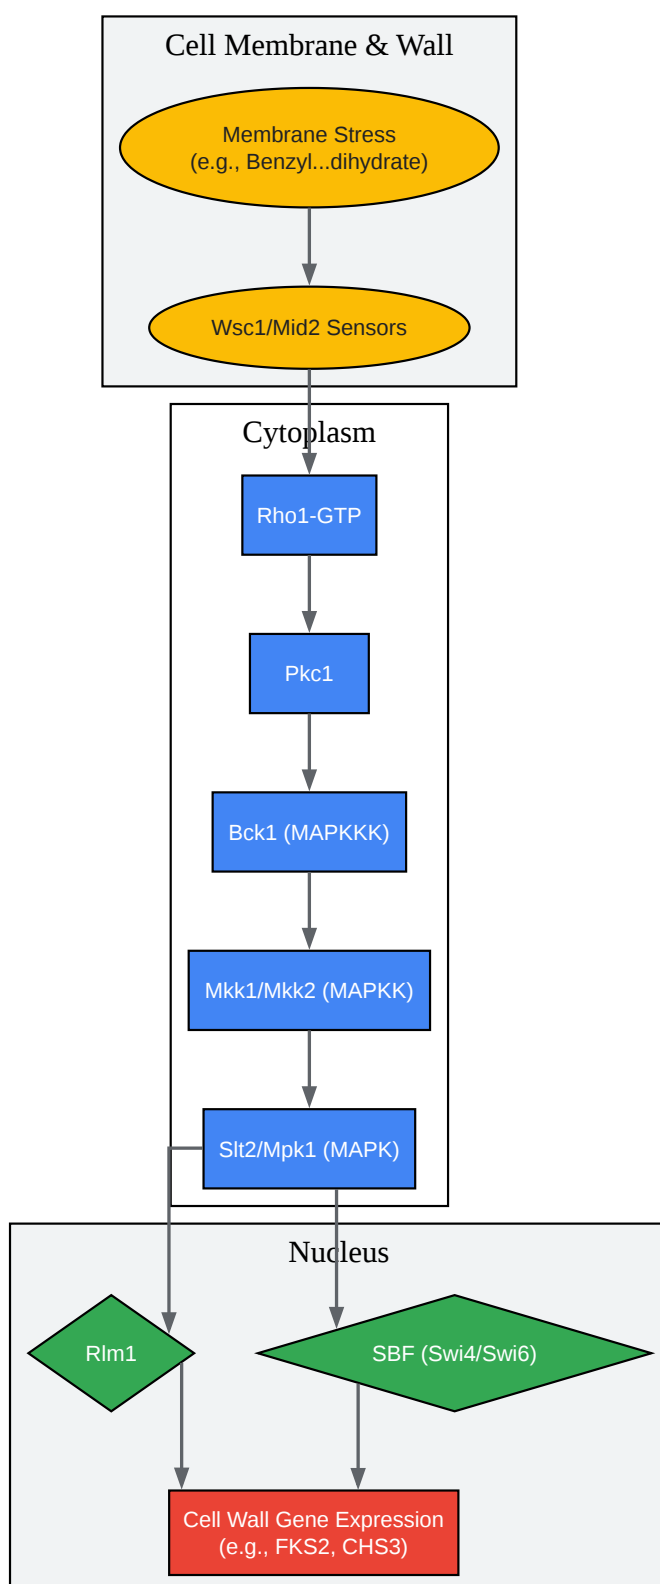 Cell Membrane & Wall
Membrane Stress
(e.g., Benzyl...dihydrate)
Wsc1/Mid2 Sensors
Cytoplasm
Rho1-GTP
Pkc1
Bck1 (MAPKKK)
Mkk1/Mkk2 (MAPKK)
Slt2/Mpk1 (MAPK)
Nucleus
Rlm1
SBF (Swi4/Swi6)
Cell Wall Gene Expression
(e.g., FKS2, CHS3)